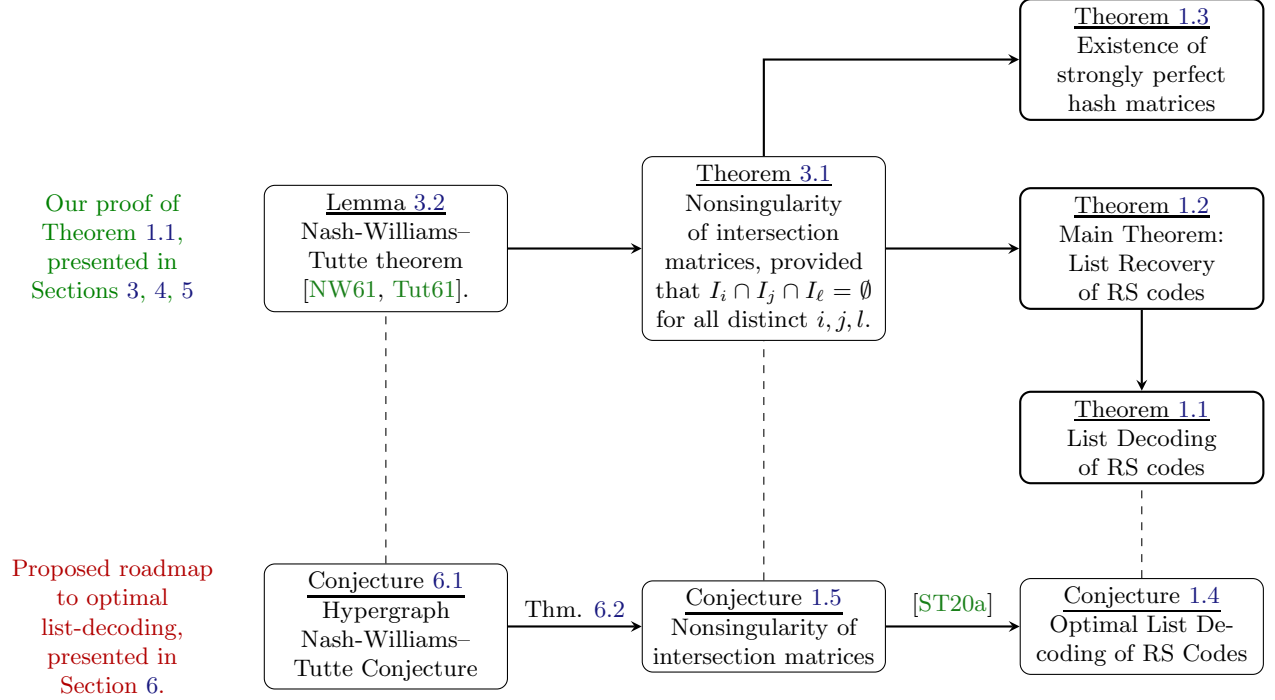 Theorem 1.3
Existence of
strongly perfect
hash matrices
Our proof of
Theorem 1.1,
presented in
Sections 3, 4, 5
Lemma 3.2
Nash-Williams–
Tutte theorem
[NW61, Tut61].
Theorem 3.1
Nonsingularity
of intersection
matrices, provided
that I_i ∩ I_j ∩ I_ℓ = ∅
for all distinct i, j, l.
Theorem 1.2
Main Theorem:
List Recovery
of RS codes
Theorem 1.1
List Decoding
of RS codes
Proposed roadmap
to optimal
list-decoding,
presented in
Section 6.
Conjecture 6.1
Hypergraph
Nash-Williams–
Tutte Conjecture
Thm. 6.2
Conjecture 1.5
Nonsingularity of
intersection matrices
[ST20a]
Conjecture 1.4
Optimal List De-
coding of RS Codes